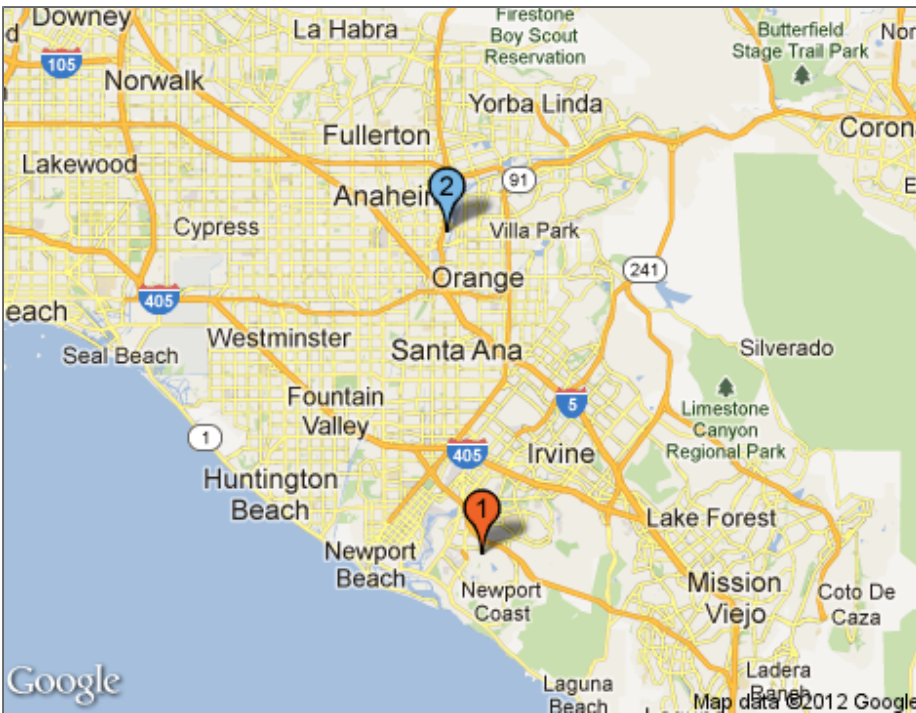 Downey
La Habra
Firestone
Boy Scout
Reservation
Butterfield
Stage Trail Park
Nor
105
Norwalk
Yorba Linda
Fullerton
Coron
Lakewood
91
2
Anaheim
E
Cypress
Villa Park
241
Orange
405
each
Westminster
Silverado
Seal Beach
Santa Ana
Fountain
Valley
5
Limestone
Canyon
Regional Park
1
405
Irvine
Huntington
Beach
1
Lake Forest
Newport
Beach
Mission
Viejo
Newport
Coast
Coto De
Caza
Google
Laguna
Beach
Ladera
Ranch
Map data ©2012 Google